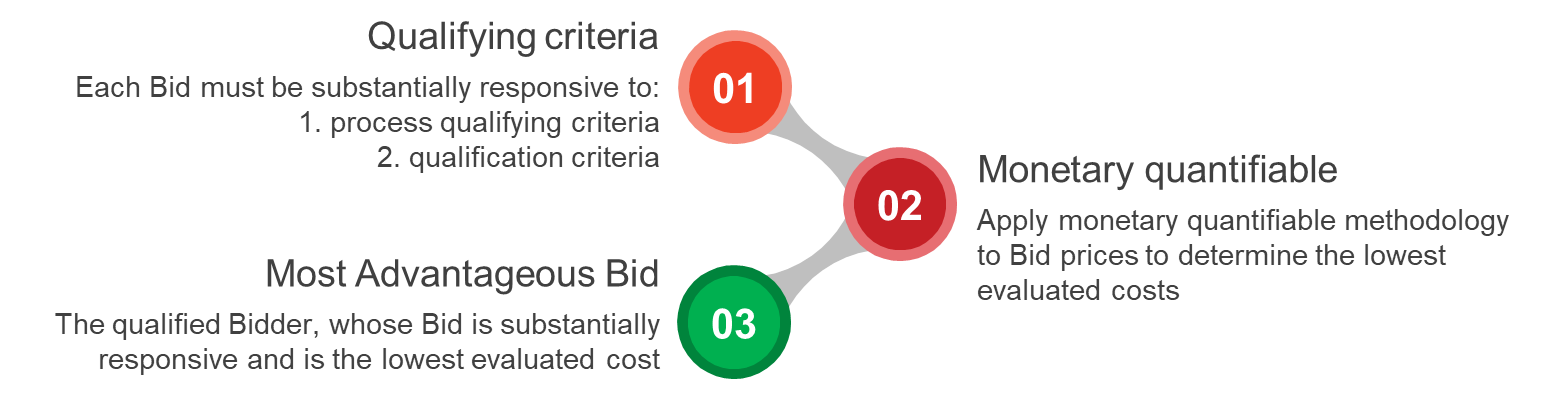 Qualifying criteria
Each Bid must be substantially responsive to:
1. process qualifying criteria
2. qualification criteria
01
02
Monetary quantifiable
Apply monetary quantifiable methodology
to Bid prices to determine the lowest
evaluated costs
Most Advantageous Bid
The qualified Bidder, whose Bid is substantially
responsive and is the lowest evaluated cost
03